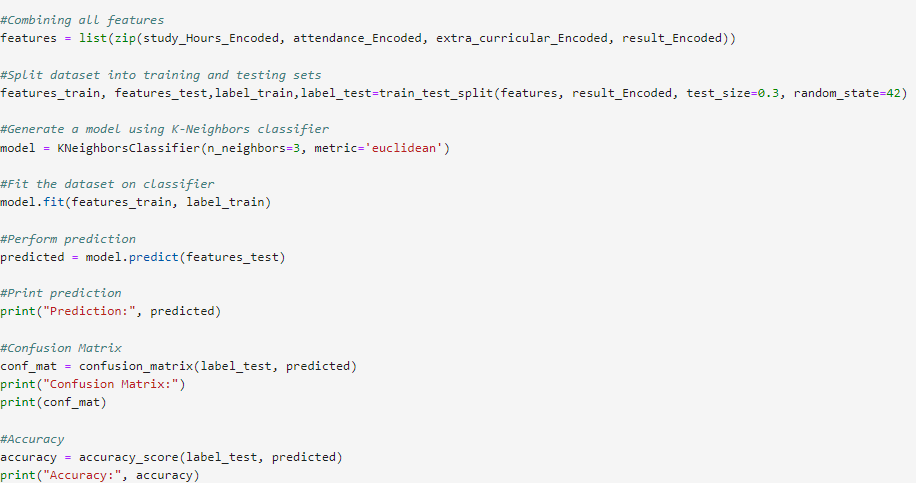 #Combining all features
features = list(zip(study_Hours_Encoded, attendance_Encoded, extra_curricular_Encoded, result_Encoded))
#Split dataset into training and testing sets
features_train, features_test,label_train,label_test=train_test_split(features, result_Encoded, test_size=0.3, random_state=42)
#Generate a model using K-Neighbors classifier
model = KNeighborsClassifier(n_neighbors=3, metric='euclidean')
#Fit the dataset on classifier
model.fit(features_train, label_train)
#Perform prediction
predicted = model.predict(features_test)
#Print prediction
print("Prediction:", predicted)
#Confusion Matrix
conf_mat = confusion_matrix(label_test, predicted)
print("Confusion Matrix:")
print(conf_mat)
#Accuracy
accuracy = accuracy_score(label_test, predicted)
print("Accuracy:", accuracy)